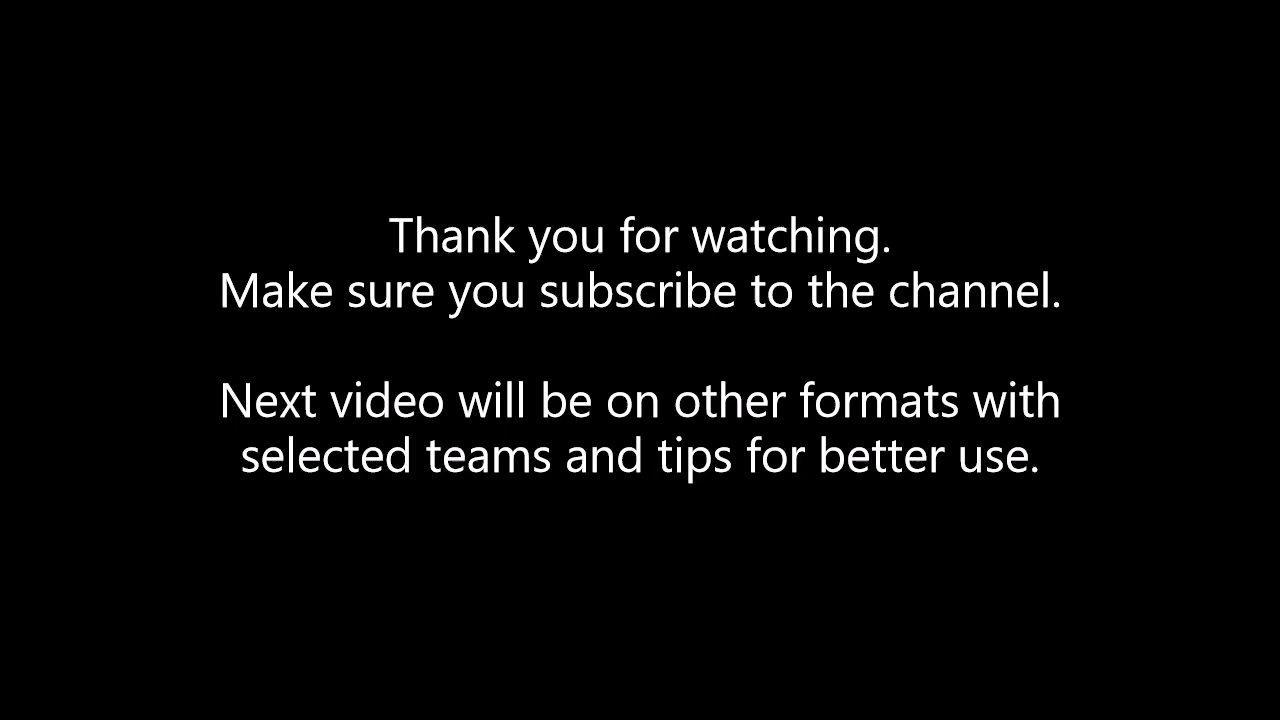 Thank you for watching.
Make sure you subscribe to the channel.
Next video will be on other formats with
selected teams and tips for better use.